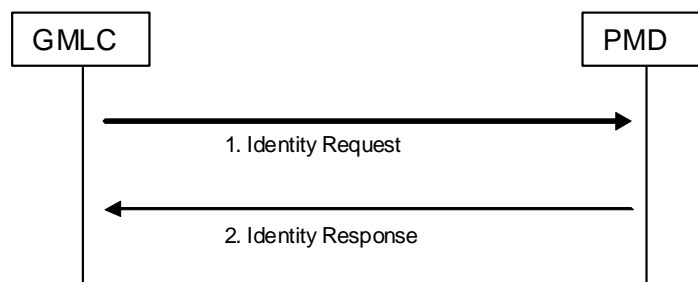 GMLC
PMD
1. Identity Request
2. Identity Response